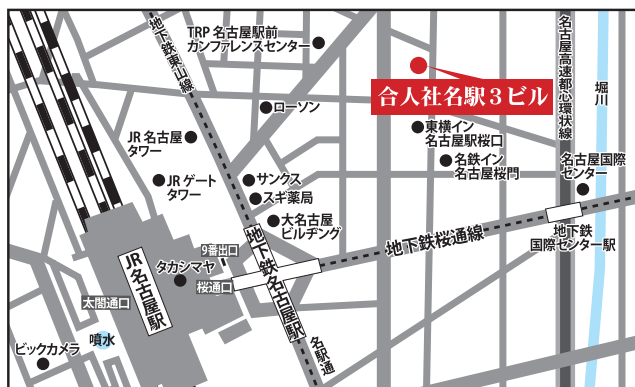 TRP 名古屋駅前
カンファレンスセンター
地下鉄東山線
名古屋高速都心環状線
堀川
合人社名駅3ビル
ローソン
東横イン
名古屋駅桜口
JR 名古屋
タワー
名鉄イン
名古屋桜門
名古屋国際
センター
JR ゲート
タワー
サンクス
スギ薬局
大名古屋
ビルヂング
地下鉄桜通線
地下鉄
国際センター駅
9番出口
地下鉄名古屋駅
JR名古屋駅
タカシマヤ
桜通口
太閤通口
名駅通
噴水
ビックカメラ